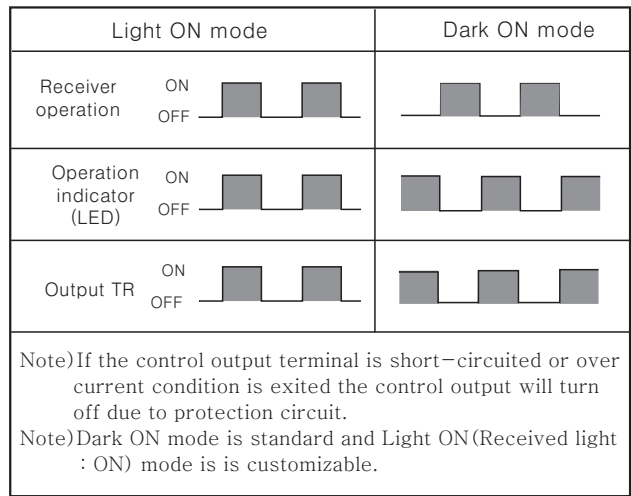 Light ON mode
Dark ON mode
Receiver
operation
ON
OFF
Operation
indicator
(LED)
ON
OFF
Output TR
ON
OFF
Note)If the control output terminal is short-circuited or over
current condition is exited the control output will turn
off due to protection circuit.
Note)Dark ON mode is standard and Light ON(Received light
: ON) mode is is customizable.